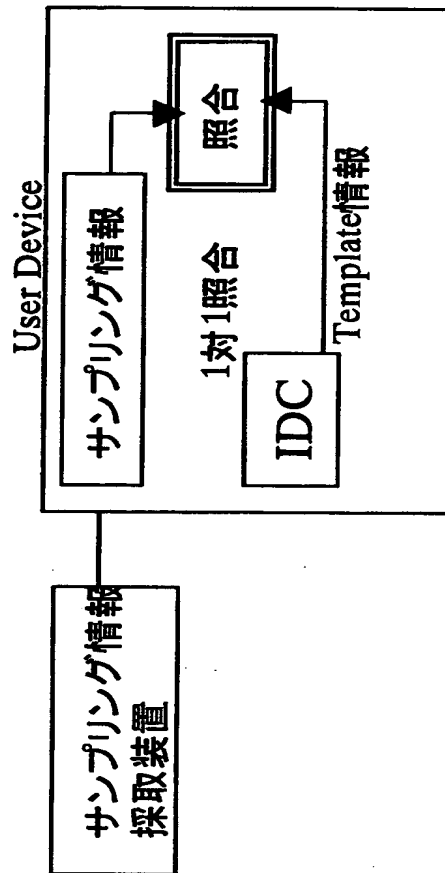 User Device
サンプリング情報
照合
1対1照合
IDC
Template情報
サンプリング情報
採取装置